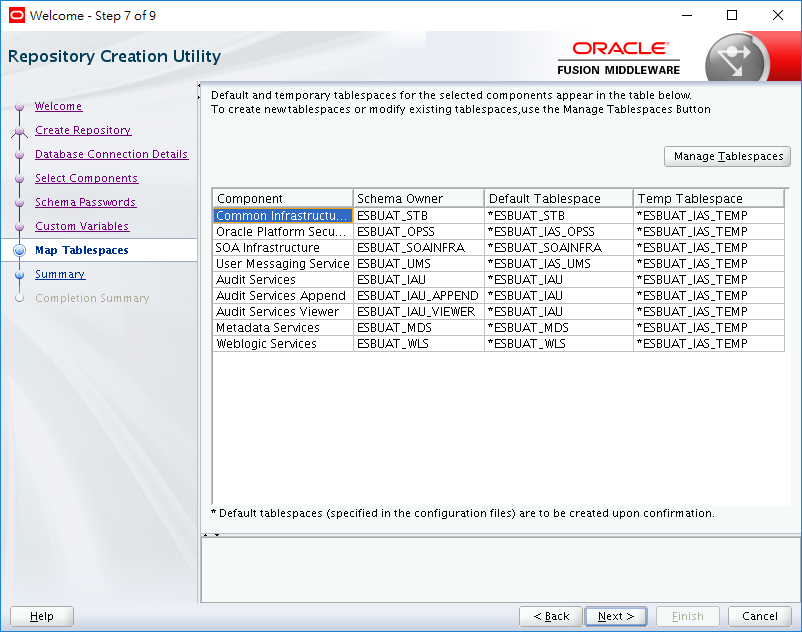 Welcome - Step 7 of 9
Repository Creation Utility
ORACLE
FUSION MIDDLEWARE
Welcome
Create Repository
Database Connection Details
Select Components
Schema Passwords
Custom Variables
Map Tablespaces
Summary
Completion Summary
Default and temporary tablespaces for the selected components appear in the table below.
To create new tablespaces or modify existing tablespaces,use the Manage Tablespaces Button
Manage Tablespaces
Component Schema Owner Default Tablespace Temp Tablespace
Common Infrastructu... ESBUAT_STB *ESBUAT_STB *ESBUAT_IAS_TEMP
Oracle Platform Secu... ESBUAT_OPSS *ESBUAT_IAS_OPSS *ESBUAT_IAS_TEMP
SOA Infrastructure ESBUAT_SOAINFRA *ESBUAT_SOAINFRA *ESBUAT_IAS_TEMP
User Messaging Service ESBUAT_UMS *ESBUAT_IAS_UMS *ESBUAT_IAS_TEMP
Audit Services ESBUAT_IAU *ESBUAT_IAU *ESBUAT_IAS_TEMP
Audit Services Append ESBUAT_IAU_APPEND *ESBUAT_IAU *ESBUAT_IAS_TEMP
Audit Services Viewer ESBUAT_IAU_VIEWER *ESBUAT_IAU *ESBUAT_IAS_TEMP
Metadata Services ESBUAT_MDS *ESBUAT_MDS *ESBUAT_IAS_TEMP
Weblogic Services ESBUAT_WLS *ESBUAT_WLS *ESBUAT_IAS_TEMP
* Default tablespaces (specified in the configuration files) are to be created upon confirmation.
Help
< Back
Next >
Finish
Cancel